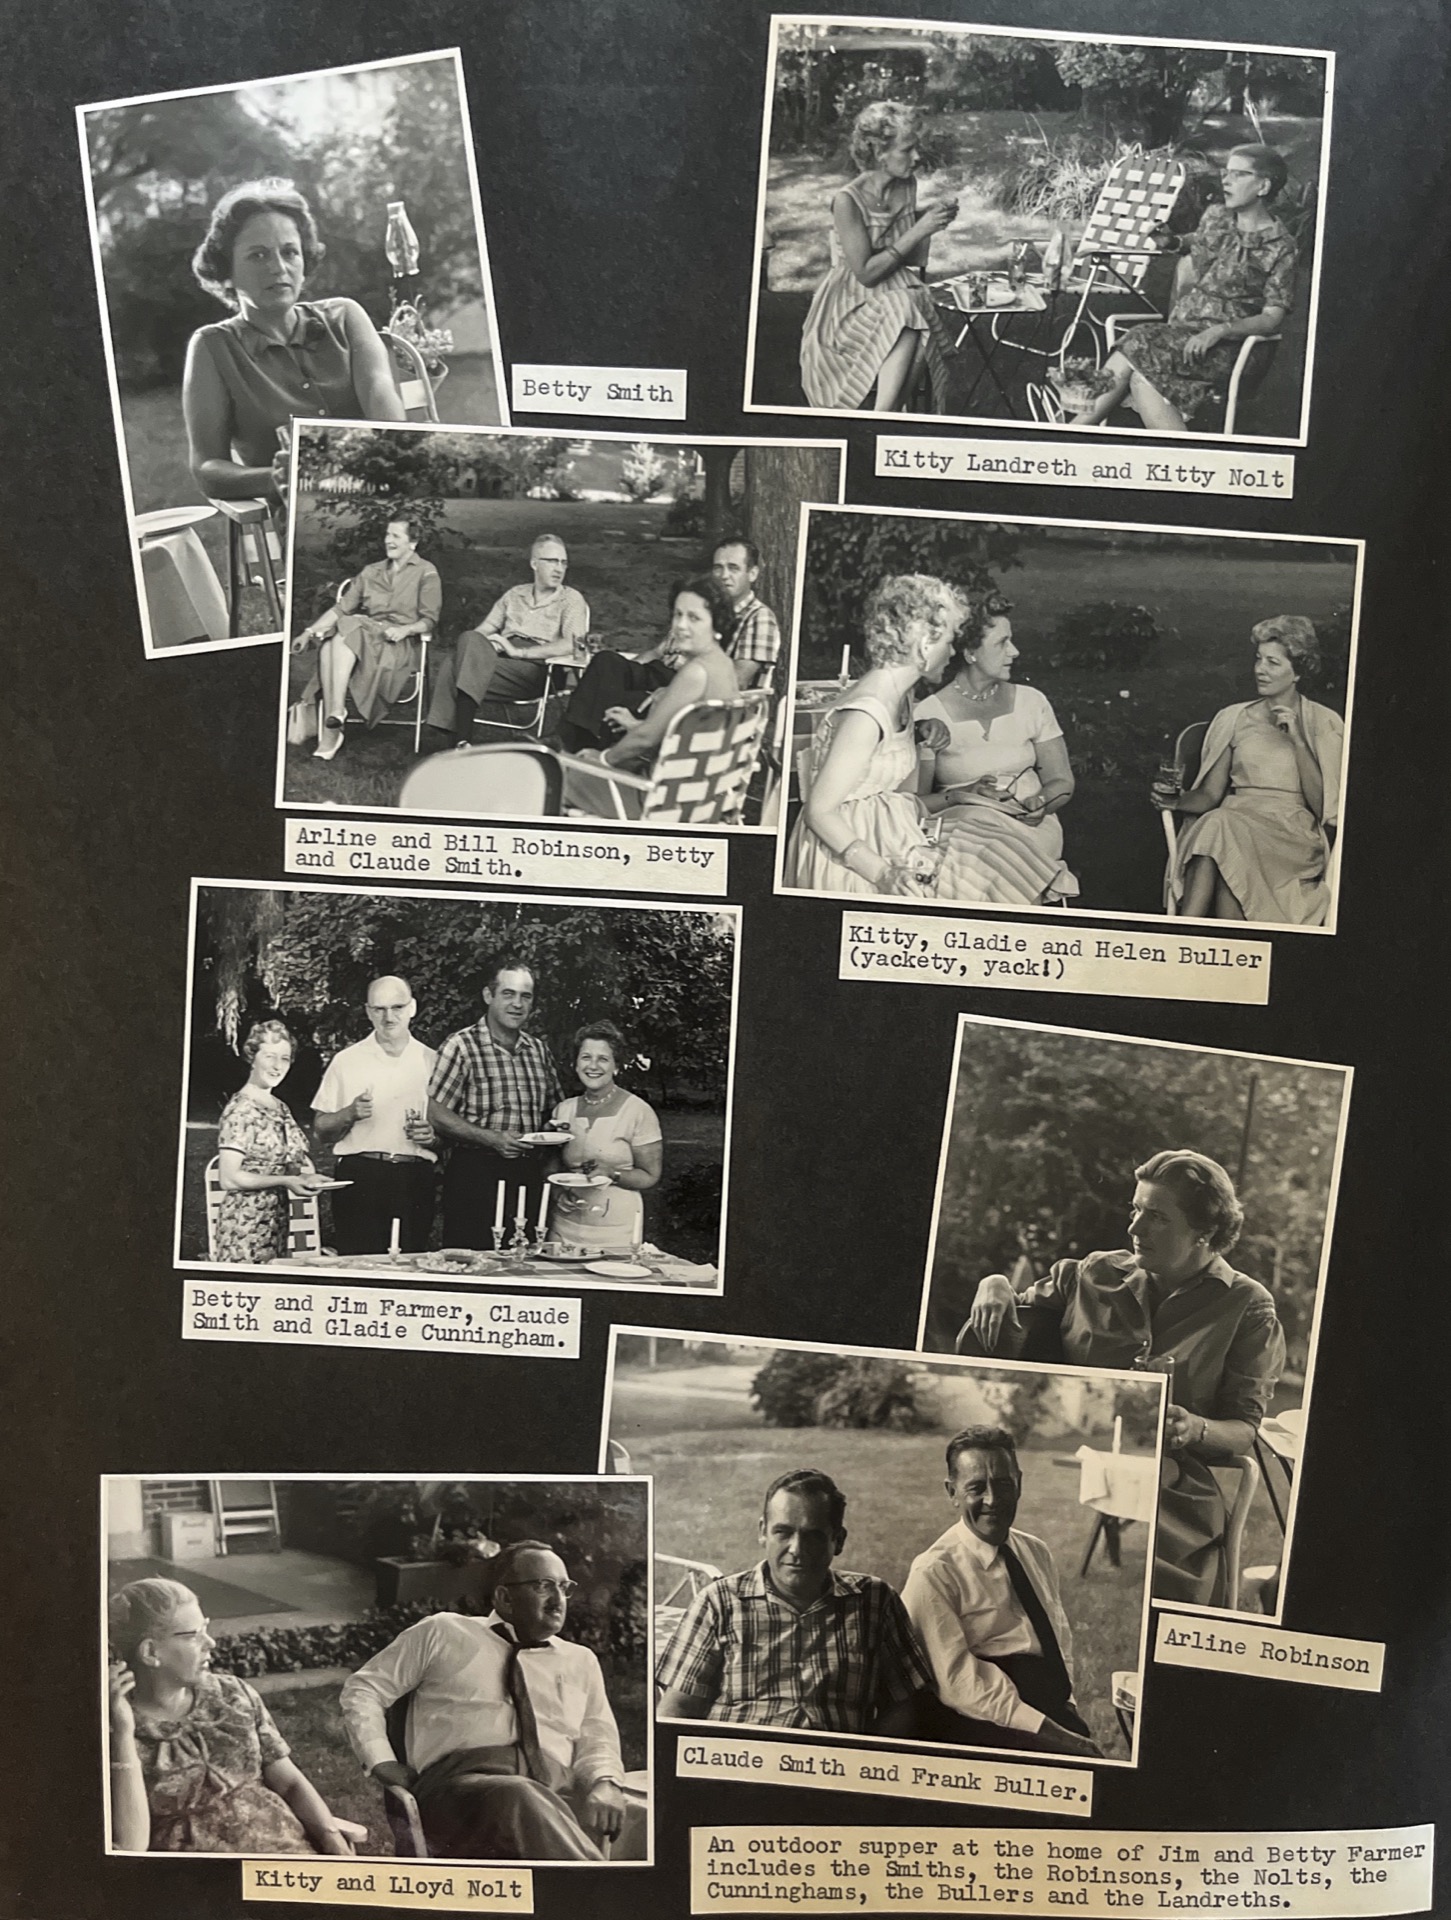 Betty Smith
Kitty Landreth and Kitty Nolt
Arline and Bill Robinson, Betty
and Claude Smith.
Kitty, Gladie and Helen Buller
(yackety, yack!)
Betty and Jim Farmer, Claude
Smith and Gladie Cunningham.
Arline Robinson
Claude Smith and Frank Buller.
Kitty and Lloyd Nolt
An outdoor supper at the home of Jim and Betty Farmer
includes the Smiths, the Robinsons, the Nolts, the
Cunninghams, the Bullers and the Landreths.